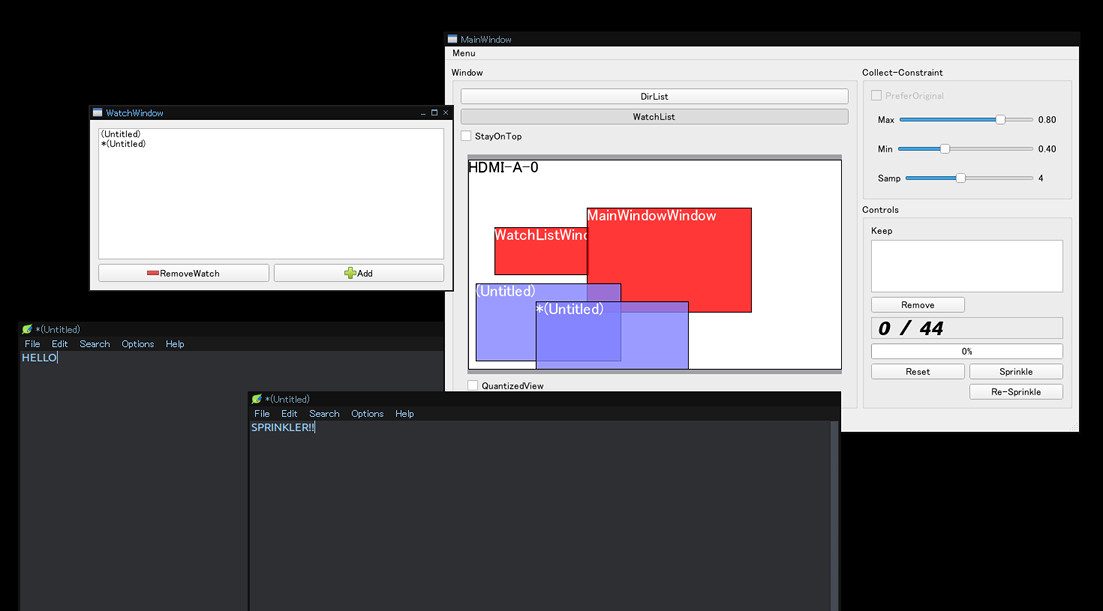 MainWindow
Menu
Window
DirList
WatchList
StayOnTop
HDMI-A-0
MainWindowWindow
WatchListWind
(Untitled)
*(Untitled)
QuantizedView
Collect-Constraint
PreferOriginal
Max 0.80
Min 0.40
Samp 4
Controls
Keep
Remove
0 / 44
0%
Reset Sprinkle
Re-Sprinkle
WatchWindow
(Untitled)
*(Untitled)
RemoveWatch Add
*(Untitled)
File Edit Search Options Help
HELLO
*(Untitled)
File Edit Search Options Help
SPRINKLER!!